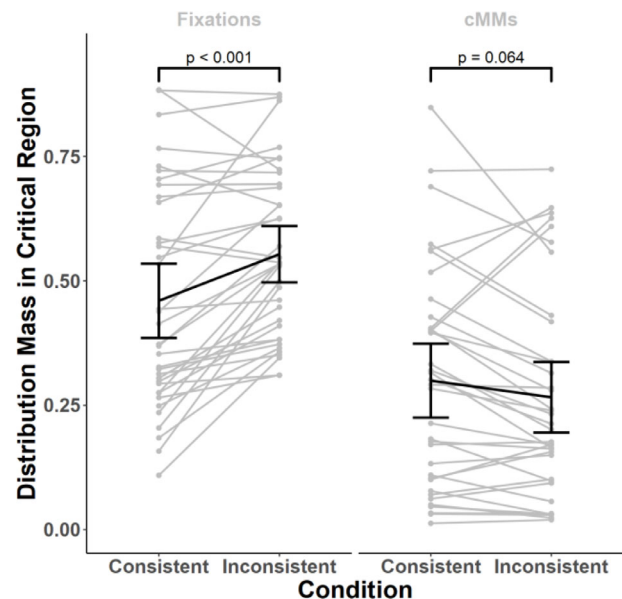 Fixations
cMMs
p < 0.001
p = 0.064
Distribution Mass in Critical Region
0.75
0.50
0.25
0.00
Consistent Inconsistent
Consistent Inconsistent
Condition